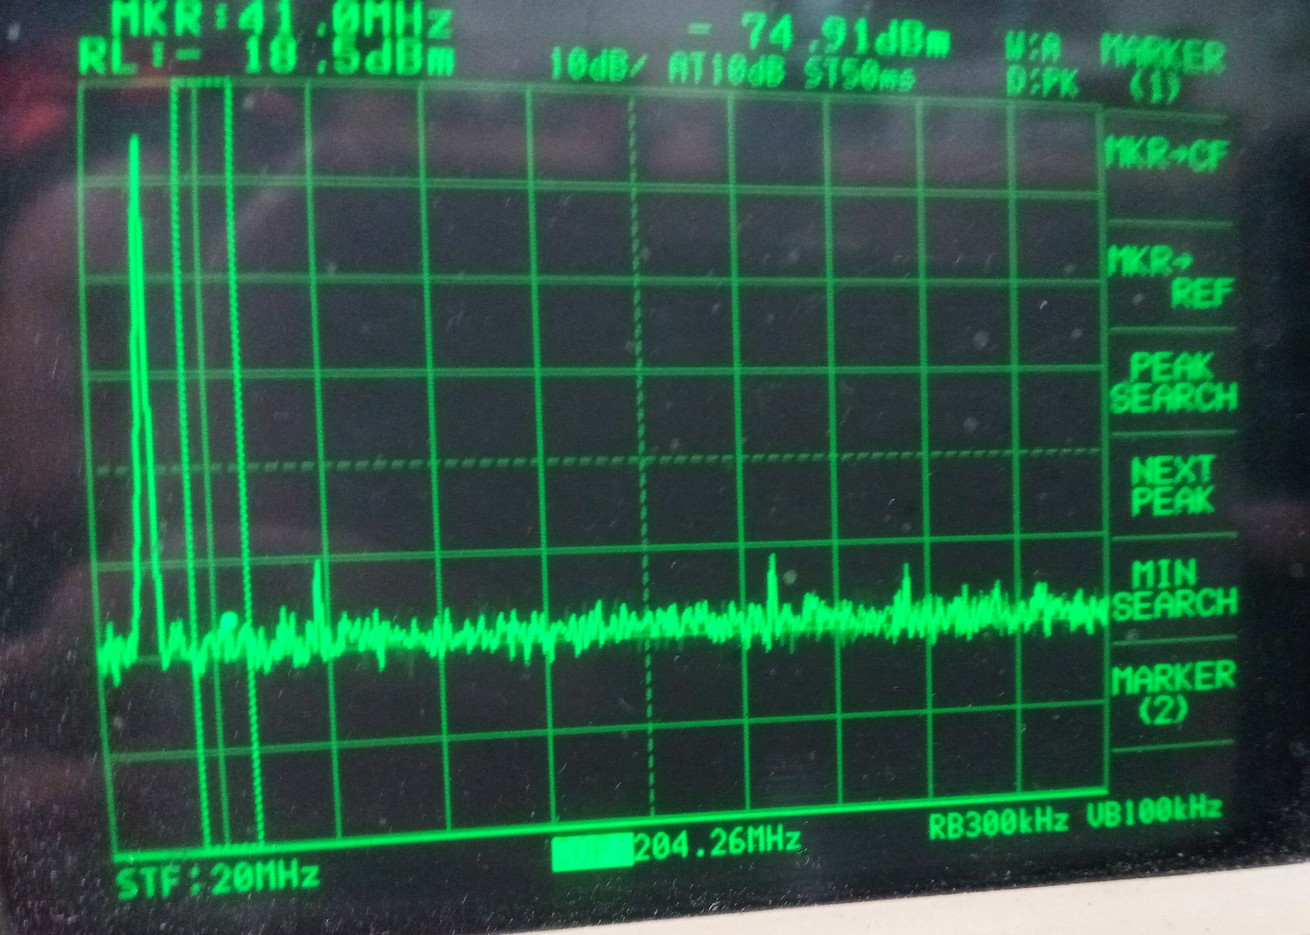 MKR:41.0MHz - 74.91dBm
RL:- 18.5dBm 10dB/ AT10dB ST50ms
W:A
D:PK
MARKER
(1)
MKR→CF
MKR→
REF
PEAK
SEARCH
NEXT
PEAK
MIN
SEARCH
MARKER
(2)
STF:20MHz 204.26MHz RB300kHz VB100kHz